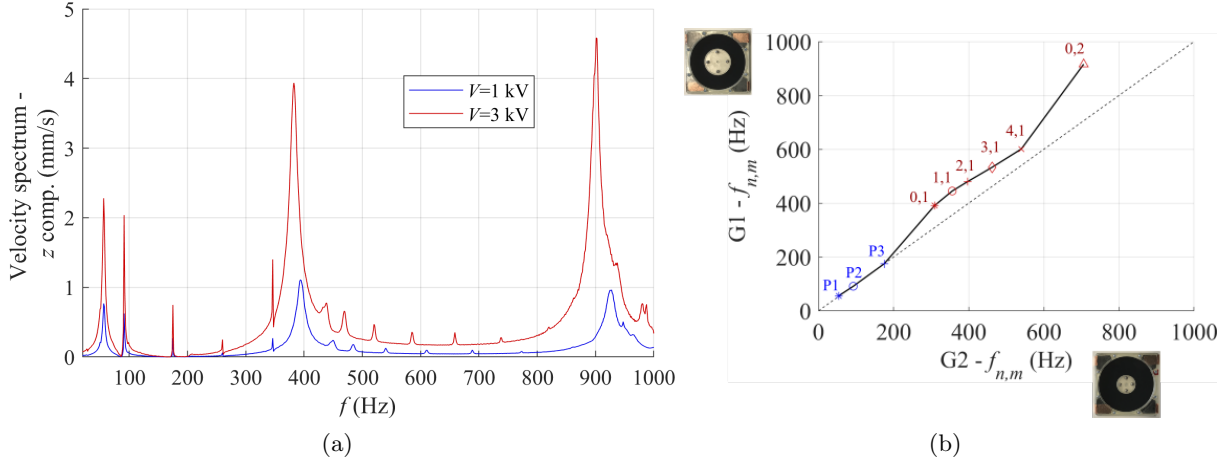 Velocity spectrum -
z comp. (mm/s)
5
4
3
2
1
0
V=1 kV
V=3 kV
100 200 300 400 500 600 700 800 900 1000
f (Hz)
(a)
G1 - fn,m (Hz)
1000
800
600
400
200
0
P1
P2
P3
0,1
1,1
2,1
3,1
4,1
0,2
0 200 400 600 800 1000
G2 - fn,m (Hz)
(b)